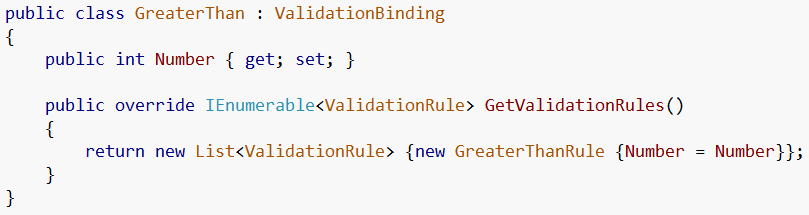 public class GreaterThan : ValidationBinding
{
    public int Number { get; set; }

    public override IEnumerable<ValidationRule> GetValidationRules()
    {
        return new List<ValidationRule> {new GreaterThanRule {Number = Number}};
    }
}